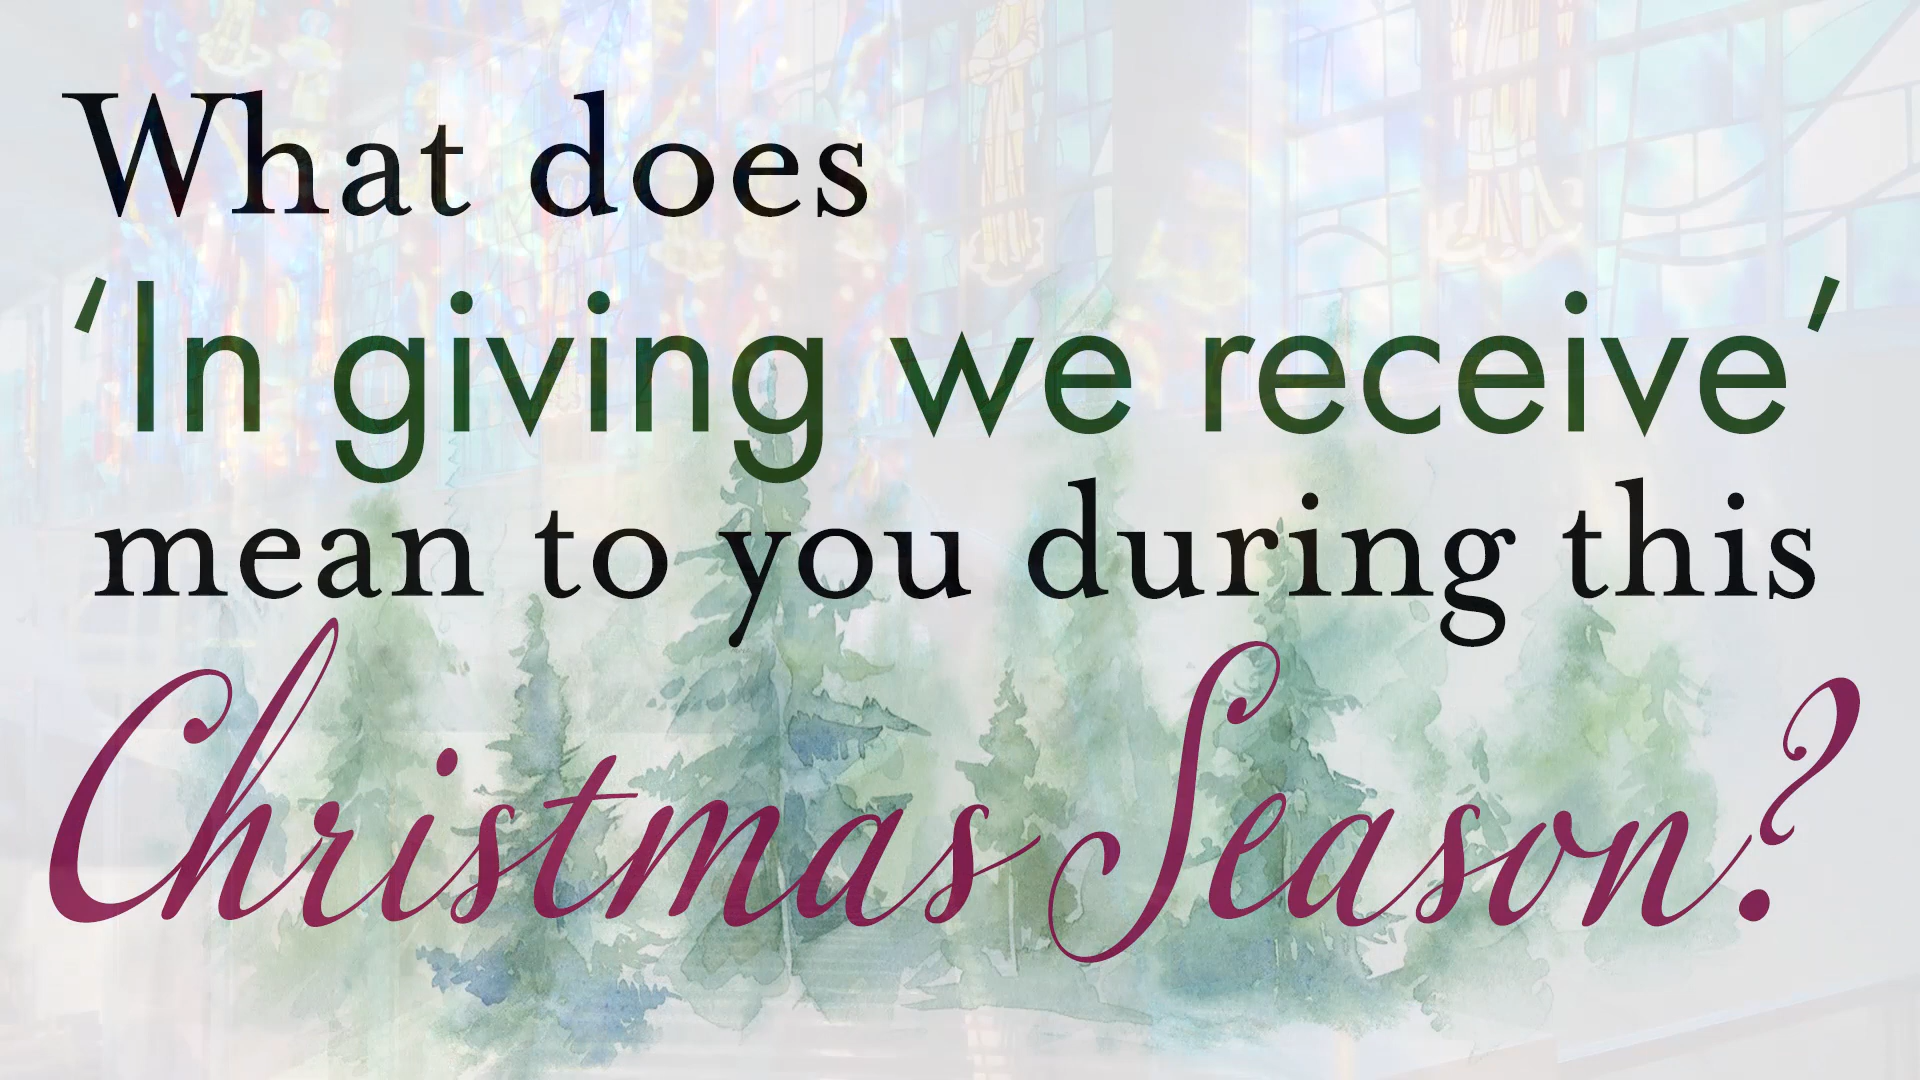 What does
‘In giving we receive’
mean to you during this
Christmas Season?